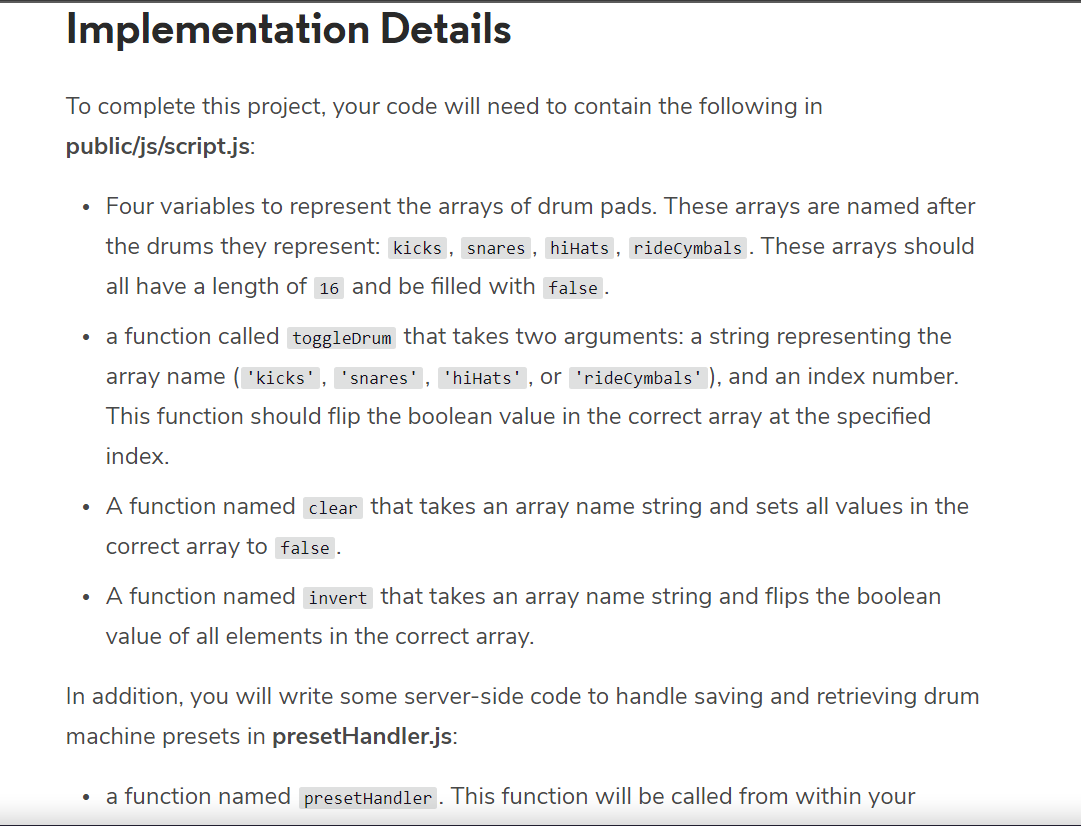 Implementation Details
To complete this project, your code will need to contain the following in
public/js/script.js:
• Four variables to represent the arrays of drum pads. These arrays are named after
the drums they represent: kicks, snares, hiHats, rideCymbals. These arrays should
all have a length of 16 and be filled with false.
• a function called toggleDrum that takes two arguments: a string representing the
array name ('kicks', 'snares', 'hiHats', or 'rideCymbals'), and an index number.
This function should flip the boolean value in the correct array at the specified
index.
• A function named clear that takes an array name string and sets all values in the
correct array to false.
• A function named invert that takes an array name string and flips the boolean
value of all elements in the correct array.
In addition, you will write some server-side code to handle saving and retrieving drum
machine presets in presetHandler.js:
• a function named presetHandler. This function will be called from within your